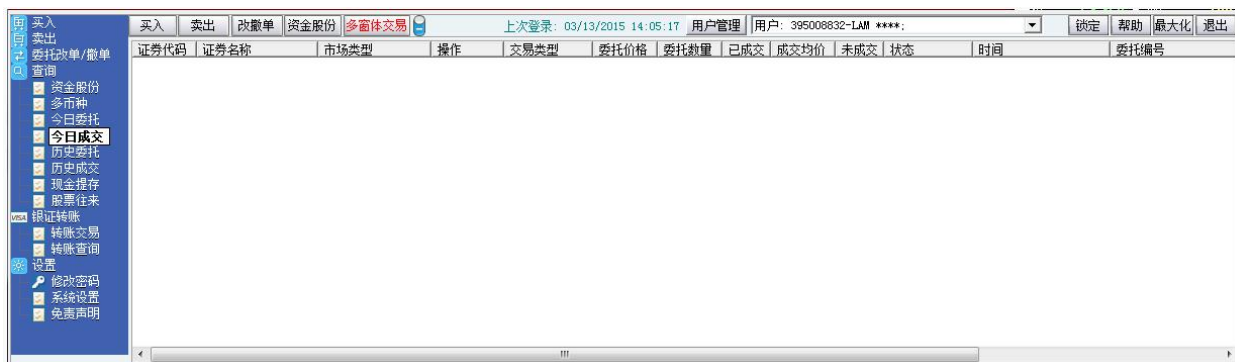 买入
卖出
委托改单/撤单
查询
资金股份
多币种
今日委托
今日成交
历史委托
历史成交
现金提存
股票往来
VISA 银证转账
转账交易
转账查询
设置
修改密码
系统设置
免责声明
买入 卖出 改撤单 资金股份 多窗体交易 上次登录: 03/13/2015 14:05:17 用户管理 用户: 395008832-LAM ****; 锁定 帮助 最大化 退出
证券代码 证券名称 市场类型 操作 交易类型 委托价格 委托数量 已成交 成交均价 未成交 状态 时间 委托编号